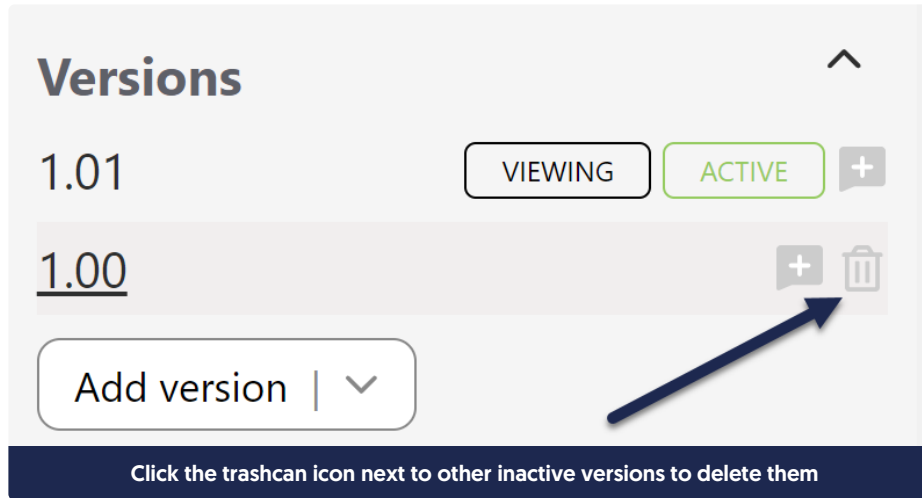 Versions
1.01 VIEWING ACTIVE
1.00
Add version |
Click the trashcan icon next to other inactive versions to delete them